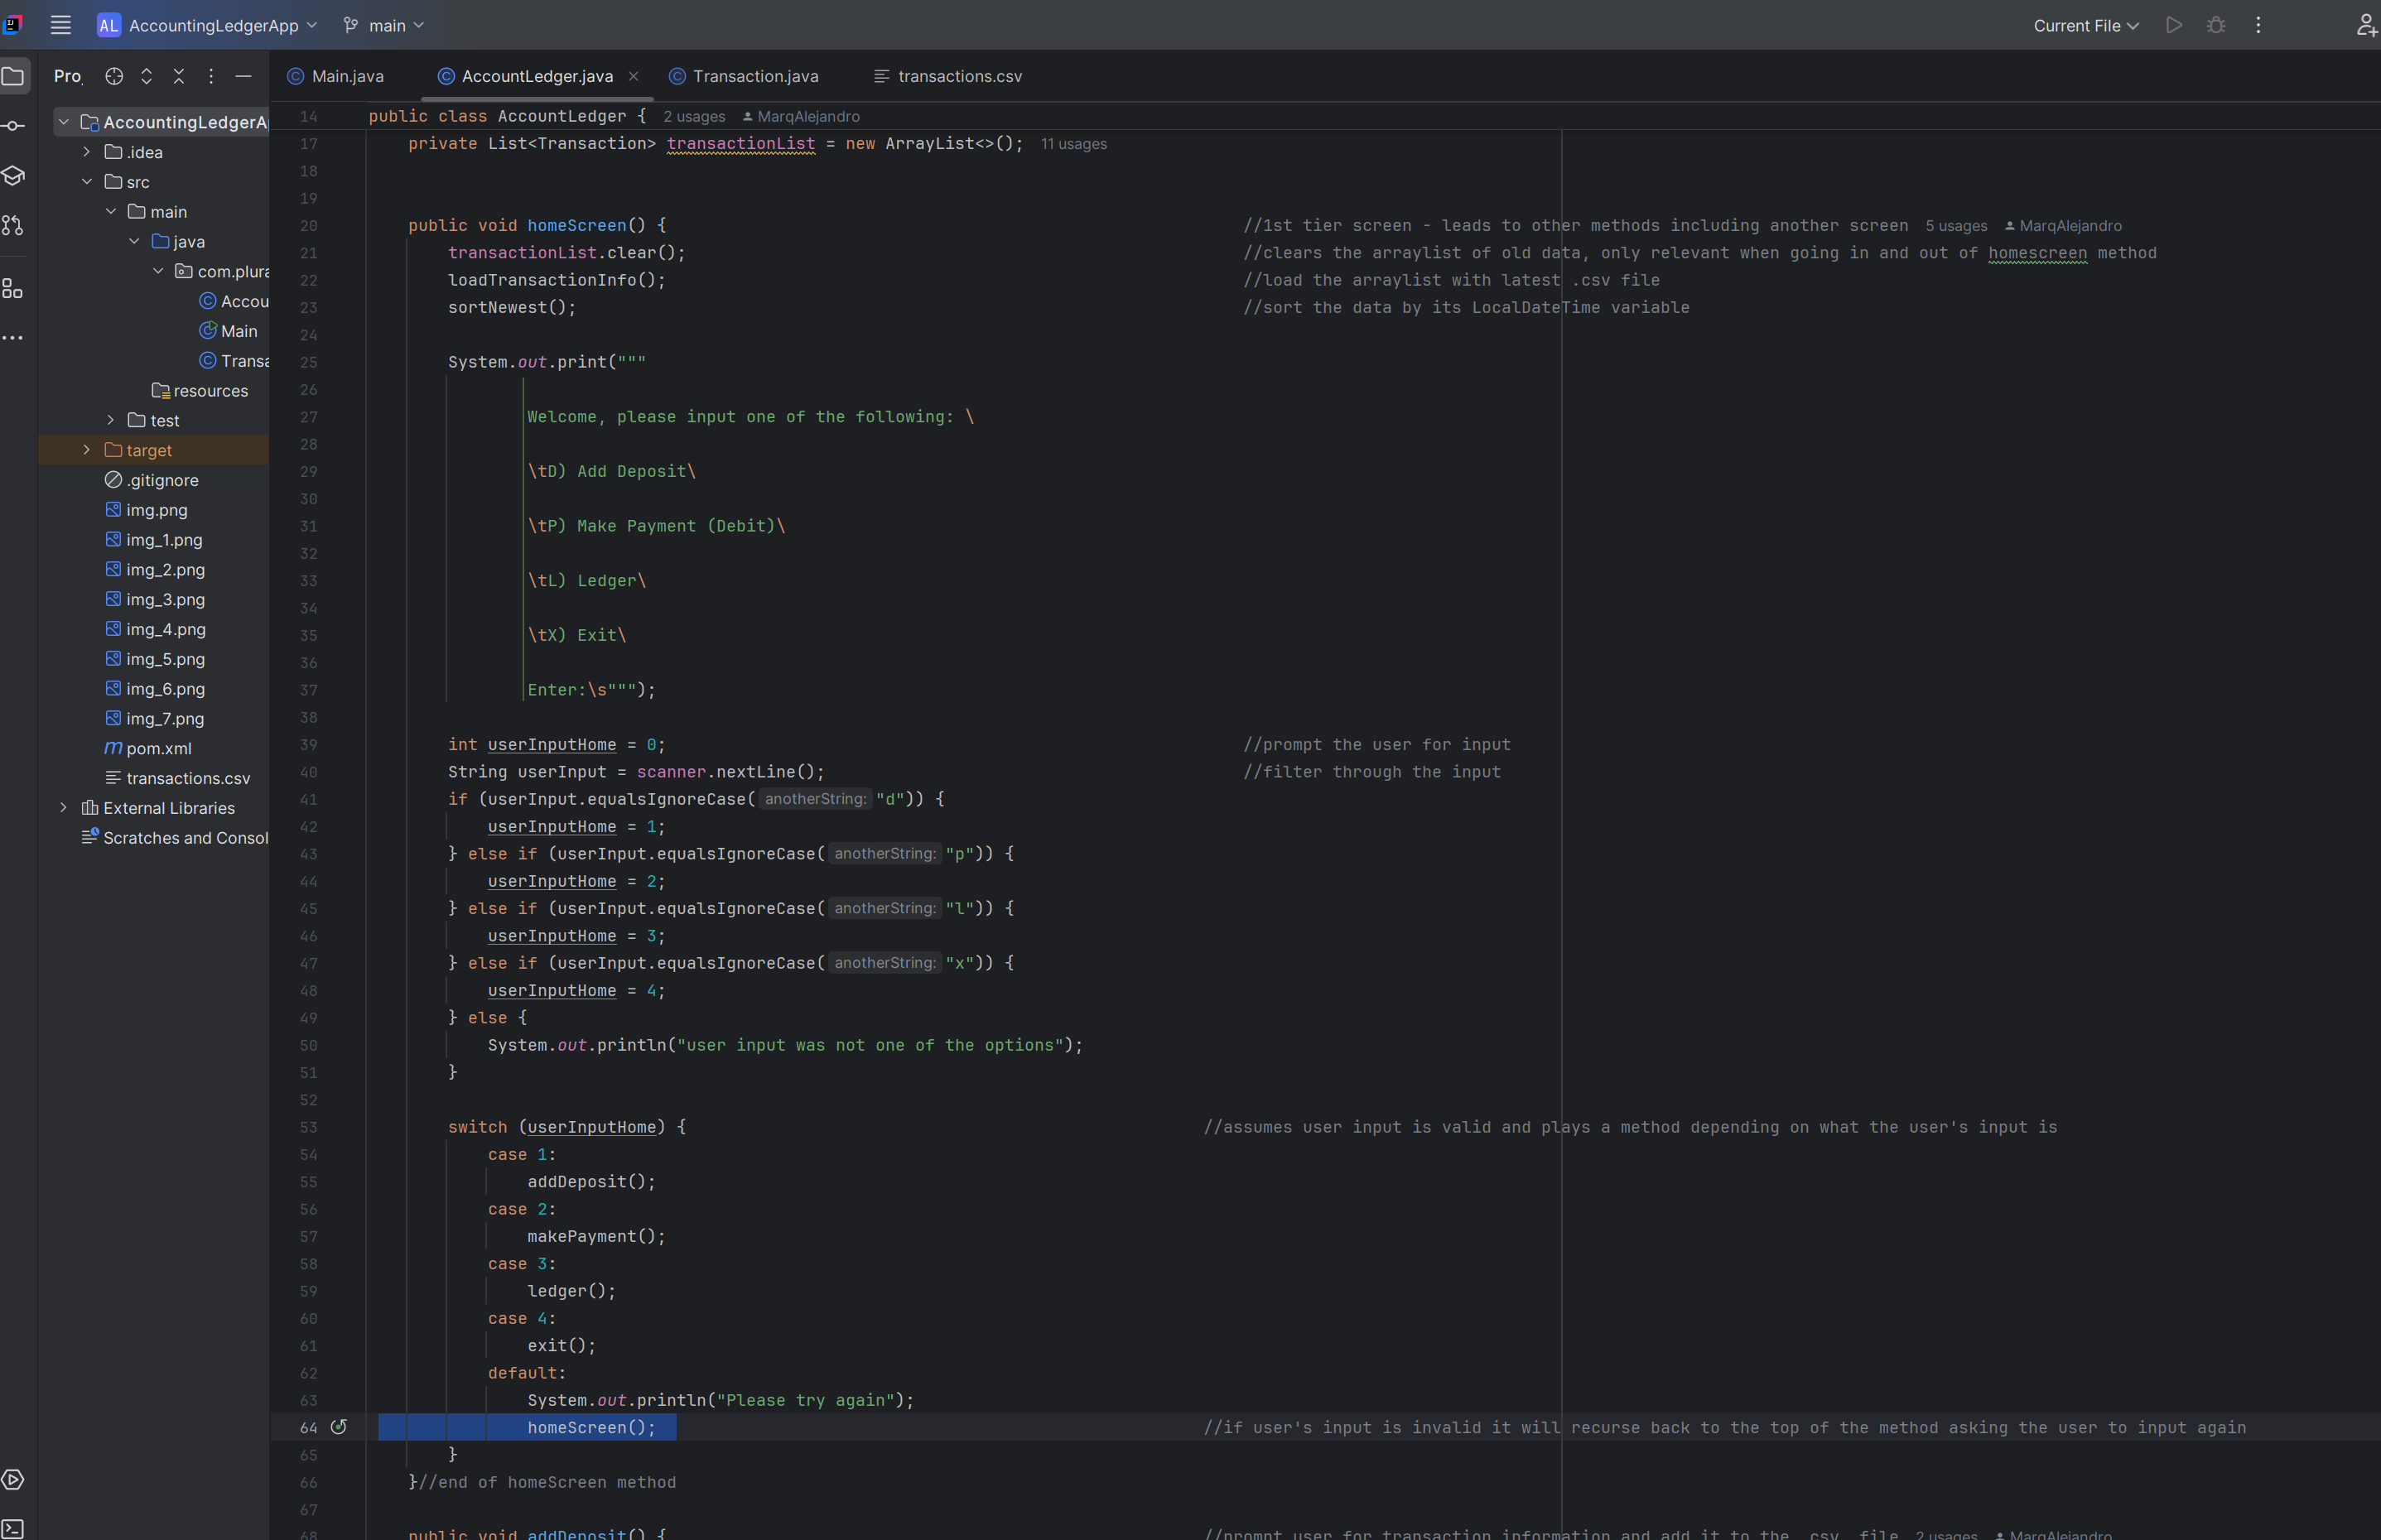 AL AccountingLedgerApp main Current File
Pro
AccountingLedgerA
.idea
src
main
java
com.plura
Accou
Main
Transa
resources
test
target
.gitignore
img.png
img_1.png
img_2.png
img_3.png
img_4.png
img_5.png
img_6.png
img_7.png
pom.xml
transactions.csv
External Libraries
Scratches and Consol
Main.java AccountLedger.java Transaction.java transactions.csv
14 public class AccountLedger { 2 usages MarqAlejandro
17 private List<Transaction> transactionList = new ArrayList<>(); 11 usages
18
19
20 public void homeScreen() { //1st tier screen - leads to other methods including another screen 5 usages MarqAlejandro
21 transactionList.clear(); //clears the arraylist of old data, only relevant when going in and out of homescreen method
22 loadTransactionInfo(); //load the arraylist with latest .csv file
23 sortNewest(); //sort the data by its LocalDateTime variable
24
25 System.out.print("""
26
27 Welcome, please input one of the following: \
28
29 \tD) Add Deposit\
30
31 \tP) Make Payment (Debit)\
32
33 \tL) Ledger\
34
35 \tX) Exit\
36
37 Enter:\s""");
38
39 int userInputHome = 0; //prompt the user for input
40 String userInput = scanner.nextLine(); //filter through the input
41 if (userInput.equalsIgnoreCase( anotherString: "d")) {
42 userInputHome = 1;
43 } else if (userInput.equalsIgnoreCase( anotherString: "p")) {
44 userInputHome = 2;
45 } else if (userInput.equalsIgnoreCase( anotherString: "l")) {
46 userInputHome = 3;
47 } else if (userInput.equalsIgnoreCase( anotherString: "x")) {
48 userInputHome = 4;
49 } else {
50 System.out.println("user input was not one of the options");
51 }
52
53 switch (userInputHome) { //assumes user input is valid and plays a method depending on what the user's input is
54 case 1:
55 addDeposit();
56 case 2:
57 makePayment();
58 case 3:
59 ledger();
60 case 4:
61 exit();
62 default:
63 System.out.println("Please try again");
64 homeScreen(); //if user's input is invalid it will recurse back to the top of the method asking the user to input again
65 }
66 }//end of homeScreen method
67
68 public void addDeposit() { //prompt user for transaction information and add it to the .csv file 2 usages MarqAlejandro